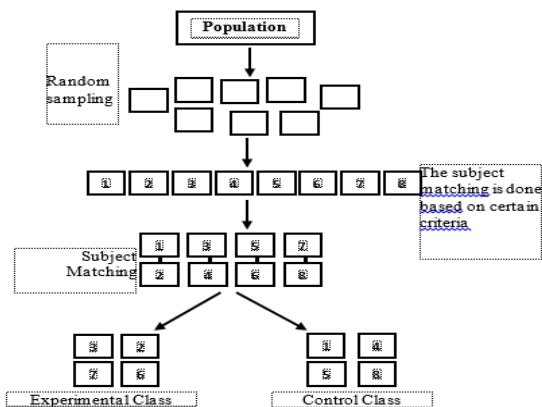 Population
Random
sampling
1 2 3 4 5 6 7 8
The subject
matching is done
based on certain
criteria
Subject
Matching
1 3 5 7
2 4 6 8
3 2
7 6
1 4
5 8
Experimental Class
Control Class